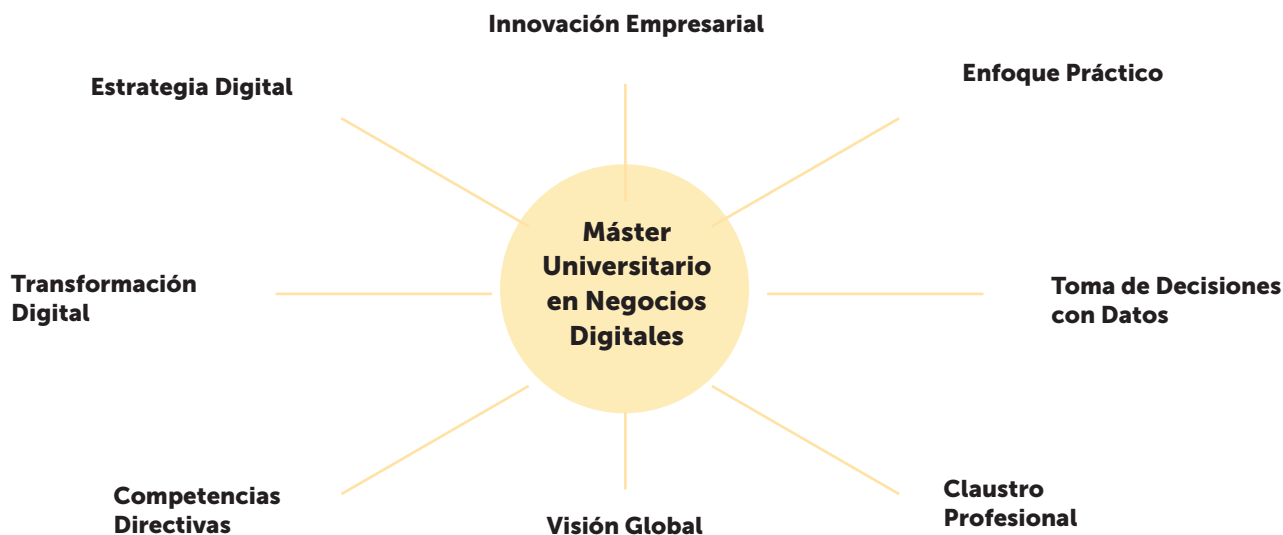 Innovación Empresarial
Estrategia Digital
Enfoque Práctico
Máster
Universitario
en Negocios
Digitales
Transformación
Digital
Toma de Decisiones
con Datos
Competencias
Directivas
Visión Global
Claustro
Profesional